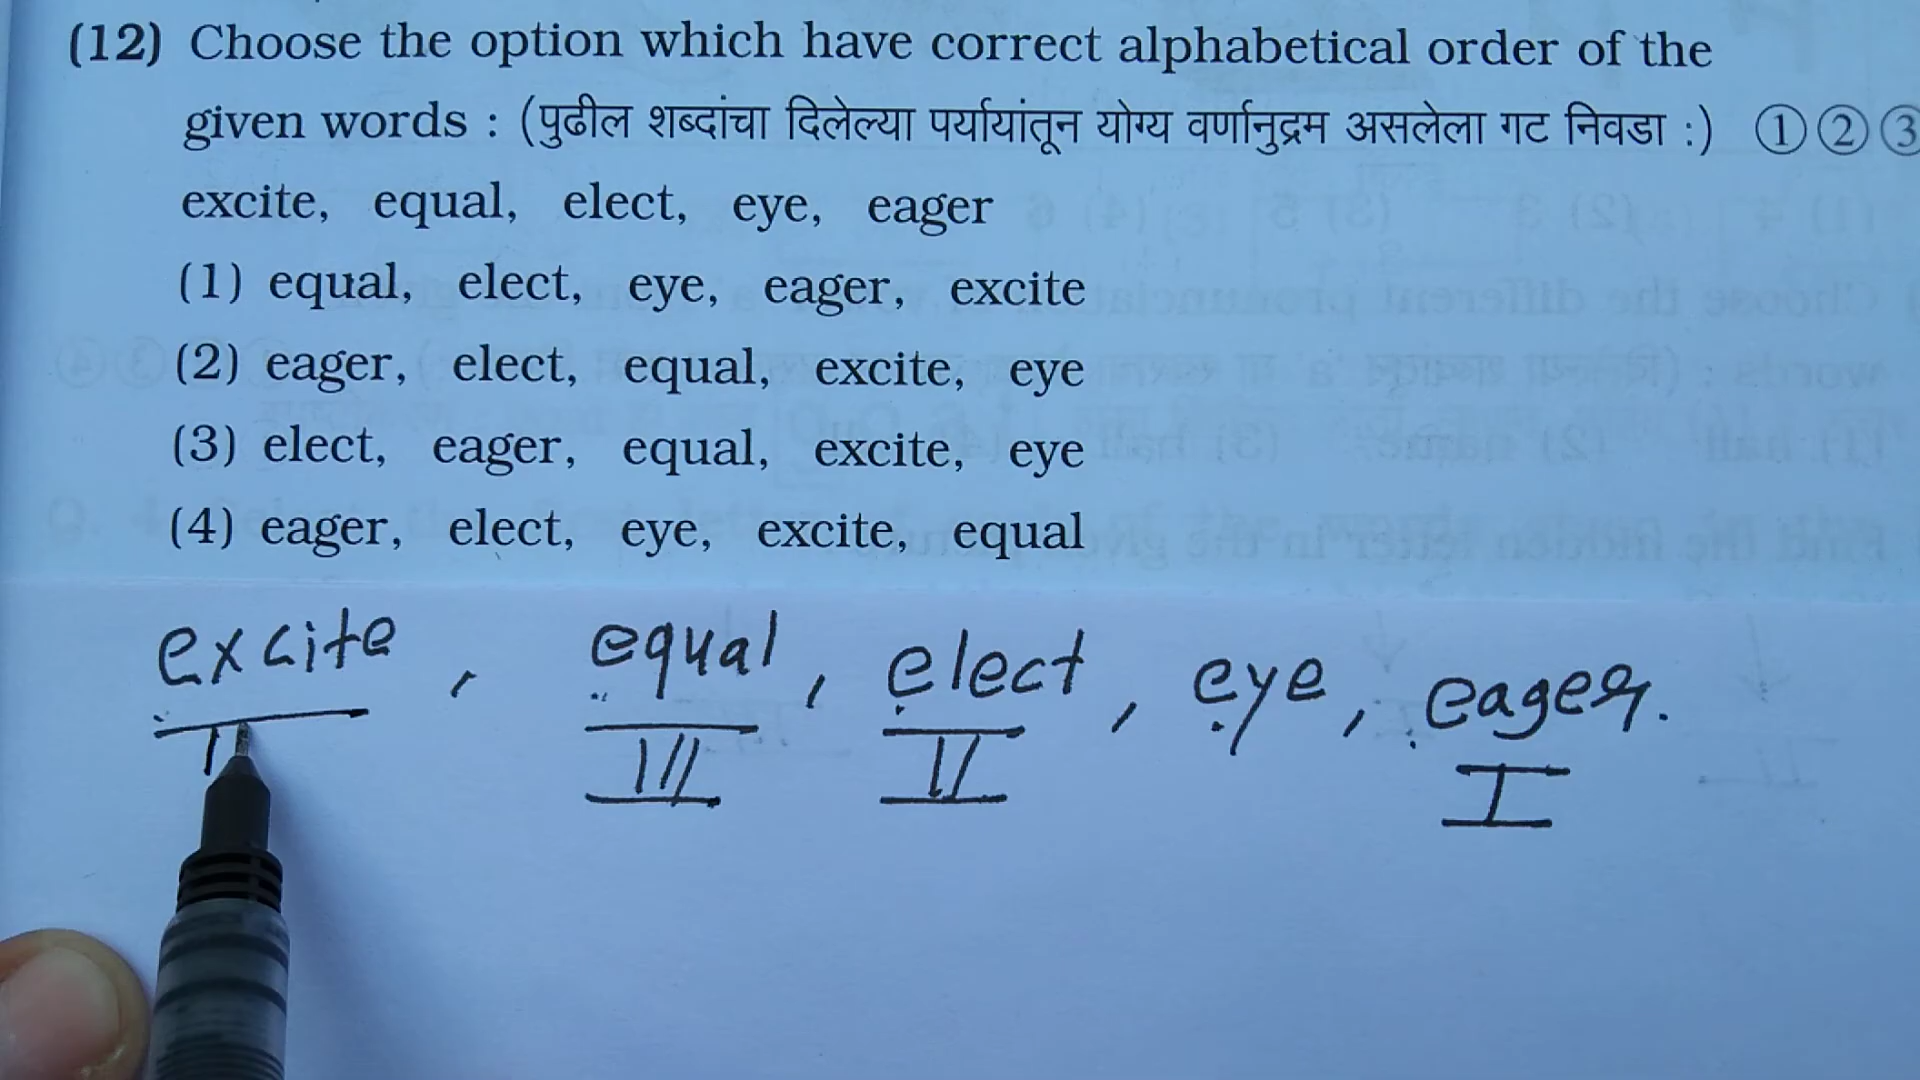 (12) Choose the option which have correct alphabetical order of the
given words : (पुढील शब्दांचा दिलेल्या पर्यायांतून योग्य वर्णानुद्रम असलेला गट निवडा :) ① ② ③
excite, equal, elect, eye, eager
(1) equal, elect, eye, eager, excite
(2) eager, elect, equal, excite, eye
(3) elect, eager, equal, excite, eye
(4) eager, elect, eye, excite, equal
excite, equal, elect, eye, eager.
III II I